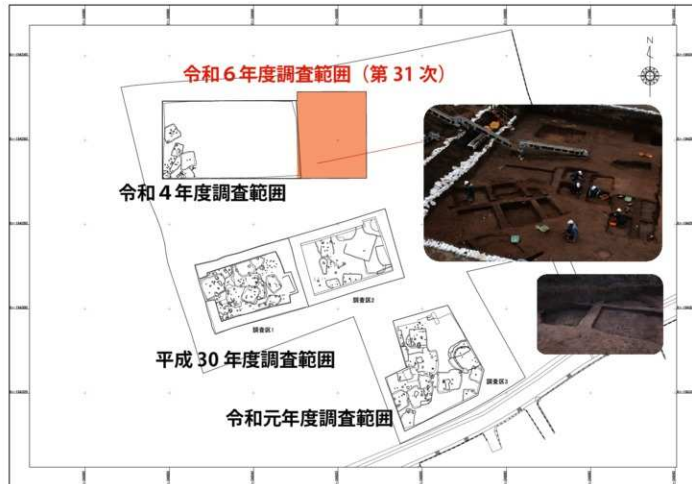 N
令和６年度調査範囲（第 31 次）
令和４年度調査範囲
調査区2
調査区1
平成 30 年度調査範囲
調査区3
令和元年度調査範囲